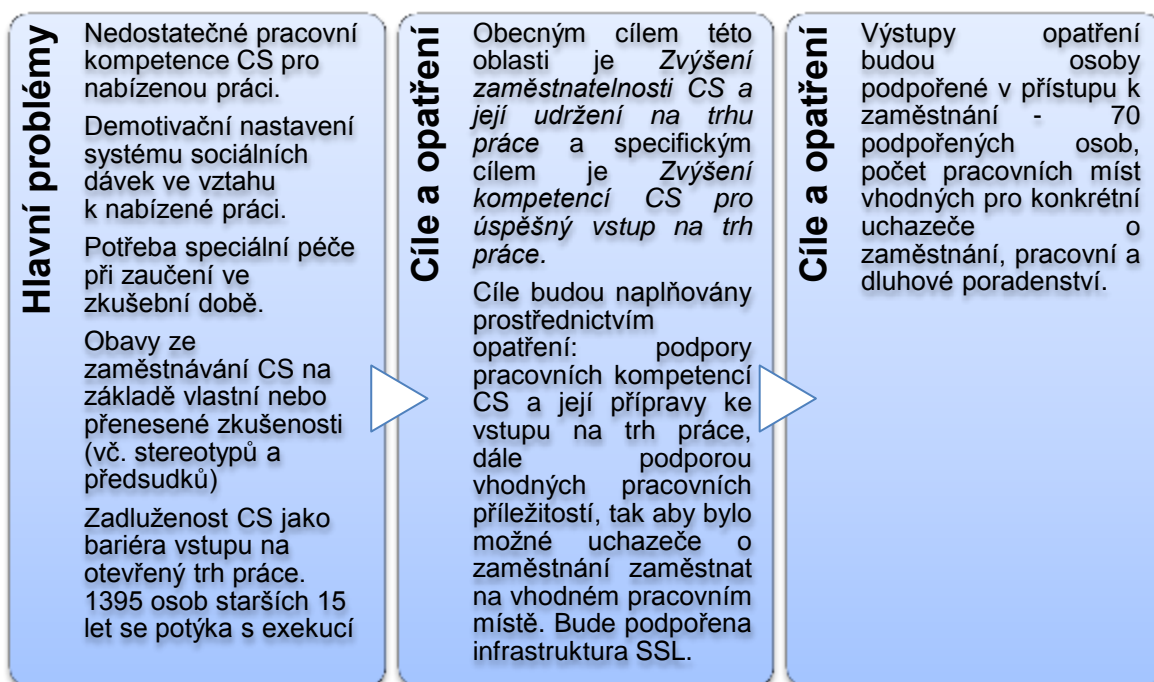 Hlavní problémy
Nedostatečné pracovní
kompetence CS pro
nabízenou práci.
Demotivační nastavení
systému sociálních
dávek ve vztahu
k nabízené práci.
Potřeba speciální péče
při zaučení ve
zkušební době.
Obavy ze
zaměstnávání CS na
základě vlastní nebo
přenesené zkušenosti
(vč. stereotypů a
předsudků)
Zadluženost CS jako
bariéra vstupu na
otevřený trh práce.
1395 osob starších 15
let se potýka s exekucí
Cíle a opatření
Obecným cílem této
oblasti je Zvýšení
zaměstnatelnosti CS a
její udržení na trhu
práce a specifickým
cílem je Zvýšení
kompetencí CS pro
úspěšný vstup na trh
práce.
Cíle budou naplňovány
prostřednictvím
opatření: podpory
pracovních kompetencí
CS a její přípravy ke
vstupu na trh práce,
dále podporou
vhodných pracovních
příležitostí, tak aby bylo
možné uchazeče o
zaměstnání zaměstnat
na vhodném pracovním
místě. Bude podpořena
infrastruktura SSL.
Cíle a opatření
Výstupy opatření
budou osoby
podpořené v přístupu k
zaměstnání - 70
podpořených osob,
počet pracovních míst
vhodných pro konkrétní
uchazeče o
zaměstnání, pracovní a
dluhové poradenství.